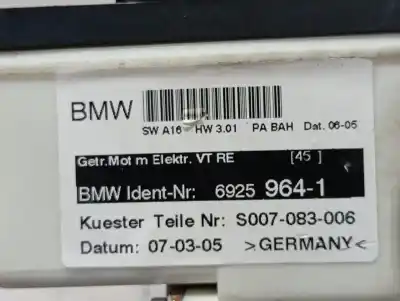 BMW
SW A16 HW 3.01 PA BAH Dat. 06-05
Getr.Mot m Elektr. VT RE [45]
BMW Ident-Nr: 6925 964-1
Kuester Teile Nr: S007-083-006
Datum: 07-03-05 >GERMANY<